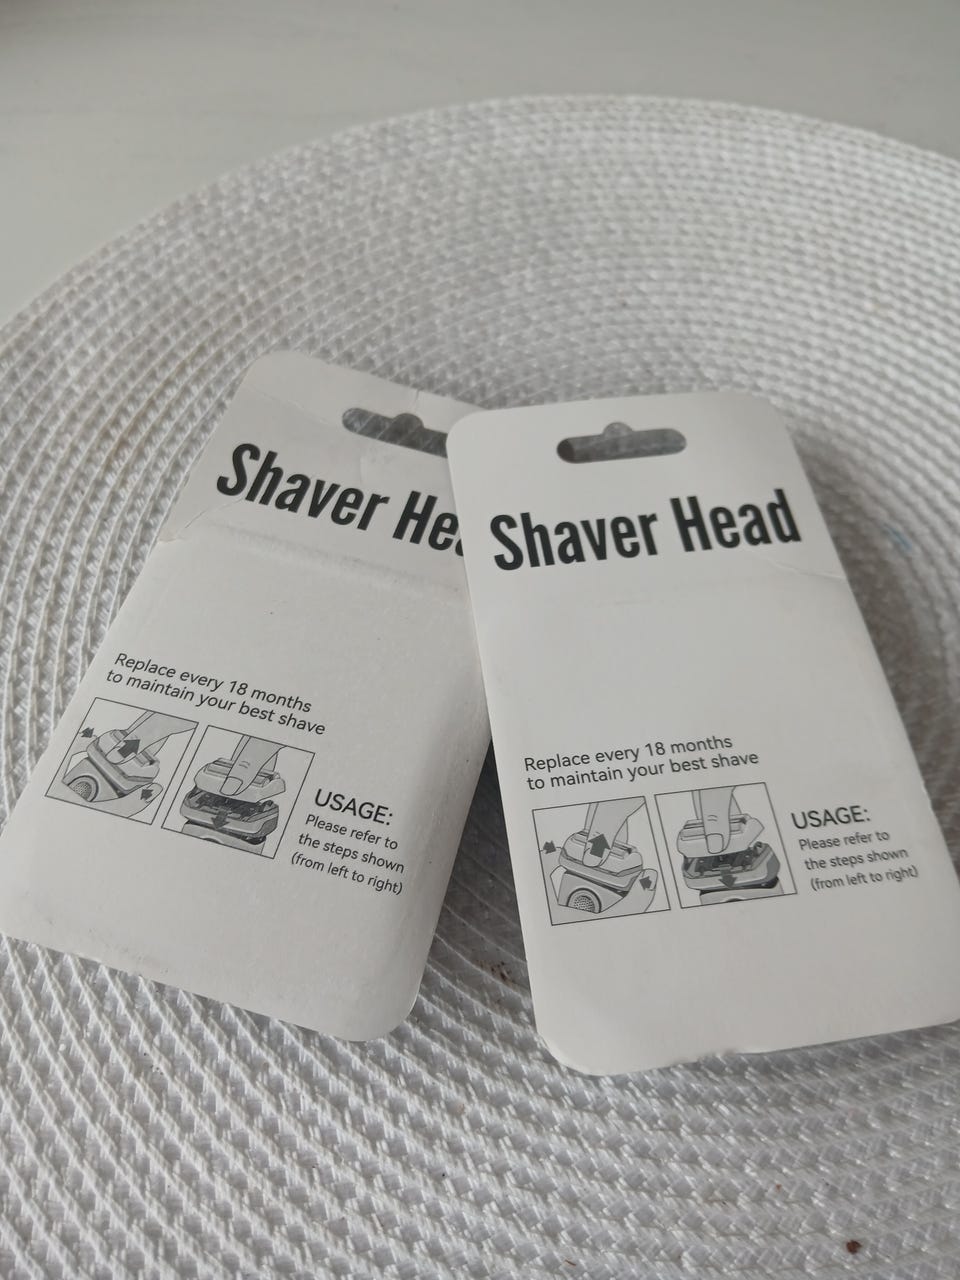 Shaver He
Replace every 18 months
to maintain your best shave
USAGE:
Please refer to
the steps shown
(from left to right)
Shaver Head
Replace every 18 months
to maintain your best shave
USAGE:
Please refer to
the steps shown
(from left to right)